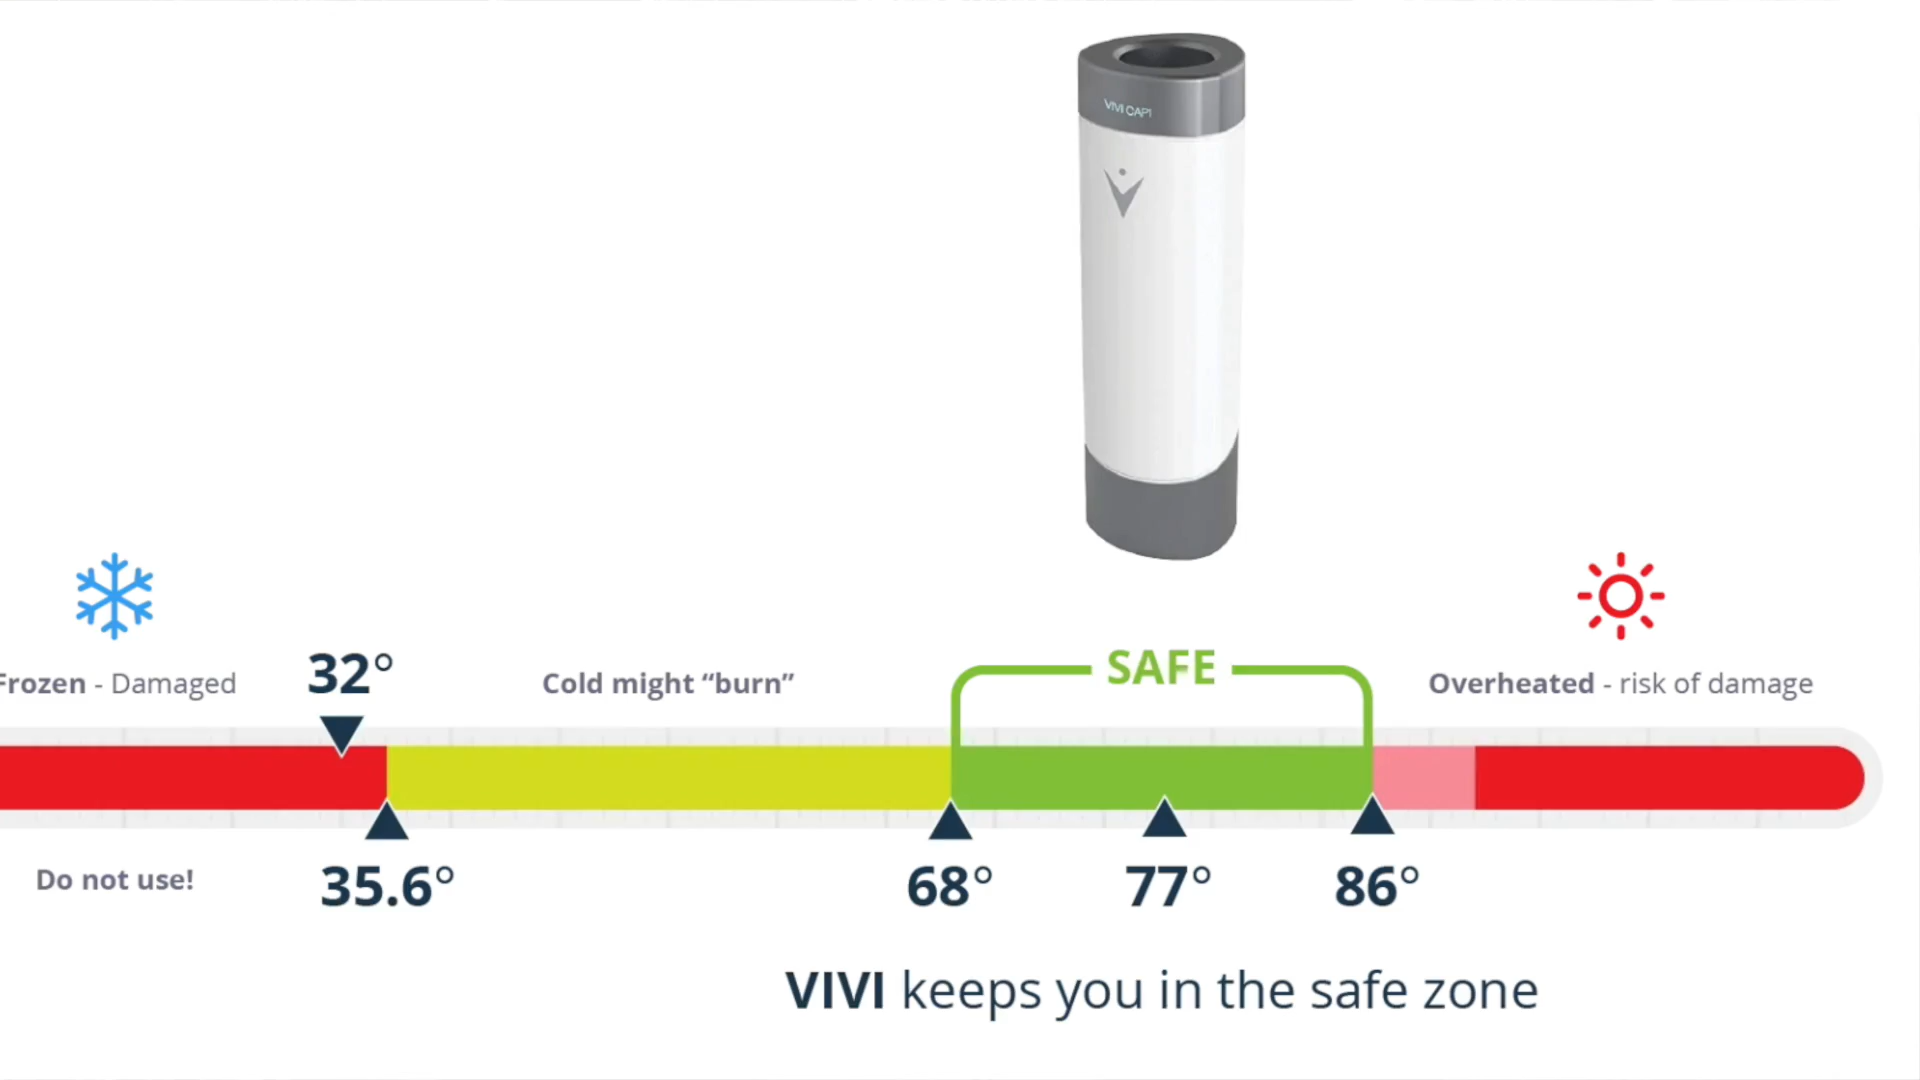 VIVI CAP1
SAFE
32°
Frozen - Damaged
Cold might “burn”
Overheated - risk of damage
Do not use!
35.6°
68°
77°
86°
VIVI keeps you in the safe zone